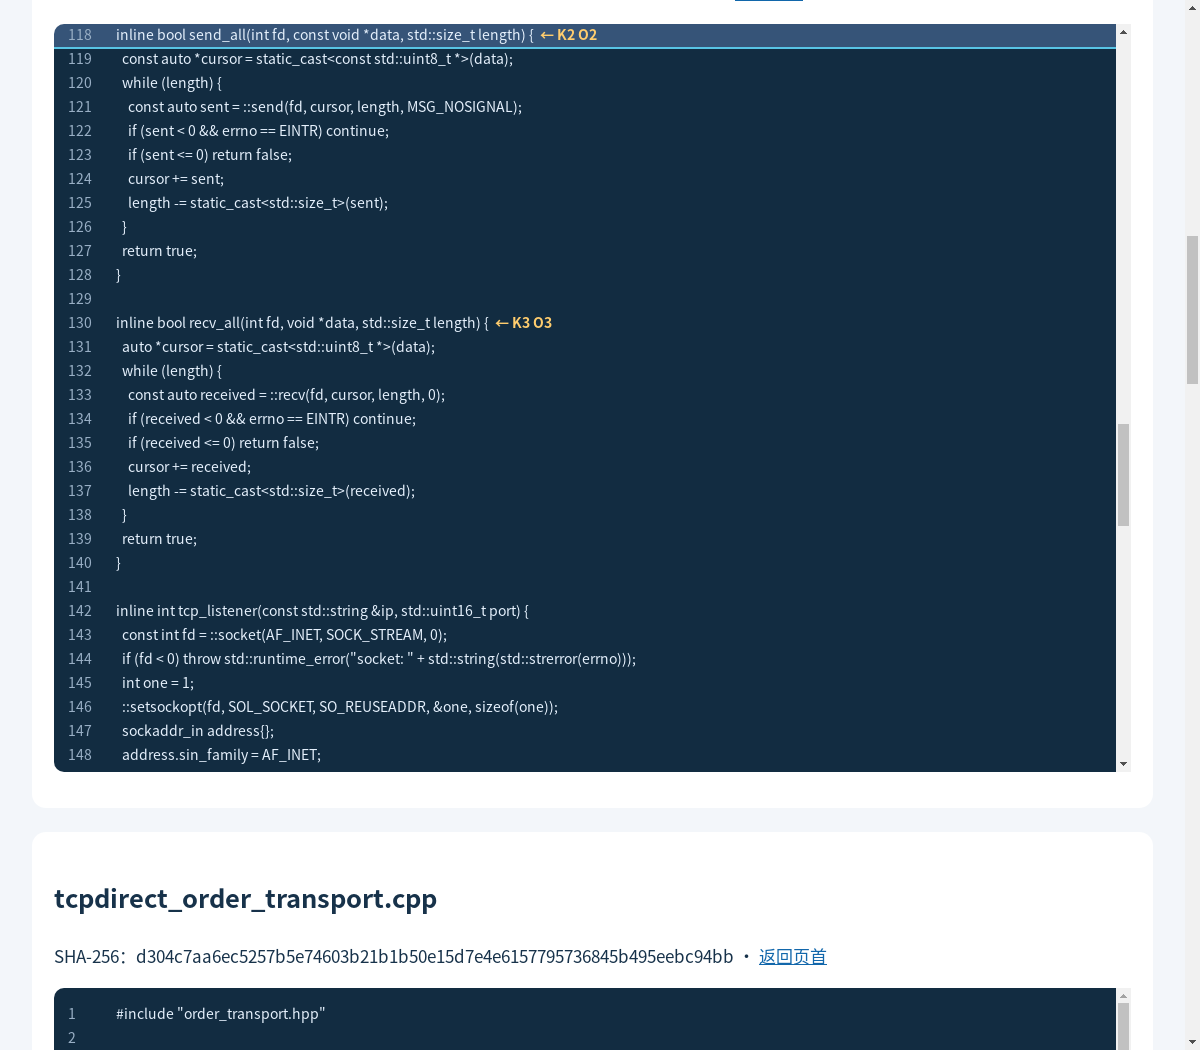 118 inline bool send_all(int fd, const void *data, std::size_t length) { ← K2 O2
119 const auto *cursor = static_cast<const std::uint8_t *>(data);
120 while (length) {
121 const auto sent = ::send(fd, cursor, length, MSG_NOSIGNAL);
122 if (sent < 0 && errno == EINTR) continue;
123 if (sent <= 0) return false;
124 cursor += sent;
125 length -= static_cast<std::size_t>(sent);
126 }
127 return true;
128 }
129
130 inline bool recv_all(int fd, void *data, std::size_t length) { ← K3 O3
131 auto *cursor = static_cast<std::uint8_t *>(data);
132 while (length) {
133 const auto received = ::recv(fd, cursor, length, 0);
134 if (received < 0 && errno == EINTR) continue;
135 if (received <= 0) return false;
136 cursor += received;
137 length -= static_cast<std::size_t>(received);
138 }
139 return true;
140 }
141
142 inline int tcp_listener(const std::string &ip, std::uint16_t port) {
143 const int fd = ::socket(AF_INET, SOCK_STREAM, 0);
144 if (fd < 0) throw std::runtime_error("socket: " + std::string(std::strerror(errno)));
145 int one = 1;
146 ::setsockopt(fd, SOL_SOCKET, SO_REUSEADDR, &one, sizeof(one));
147 sockaddr_in address{};
148 address.sin_family = AF_INET;
tcpdirect_order_transport.cpp
SHA-256：d304c7aa6ec5257b5e74603b21b1b50e15d7e4e6157795736845b495eebc94bb · 返回页首
1 #include "order_transport.hpp"
2